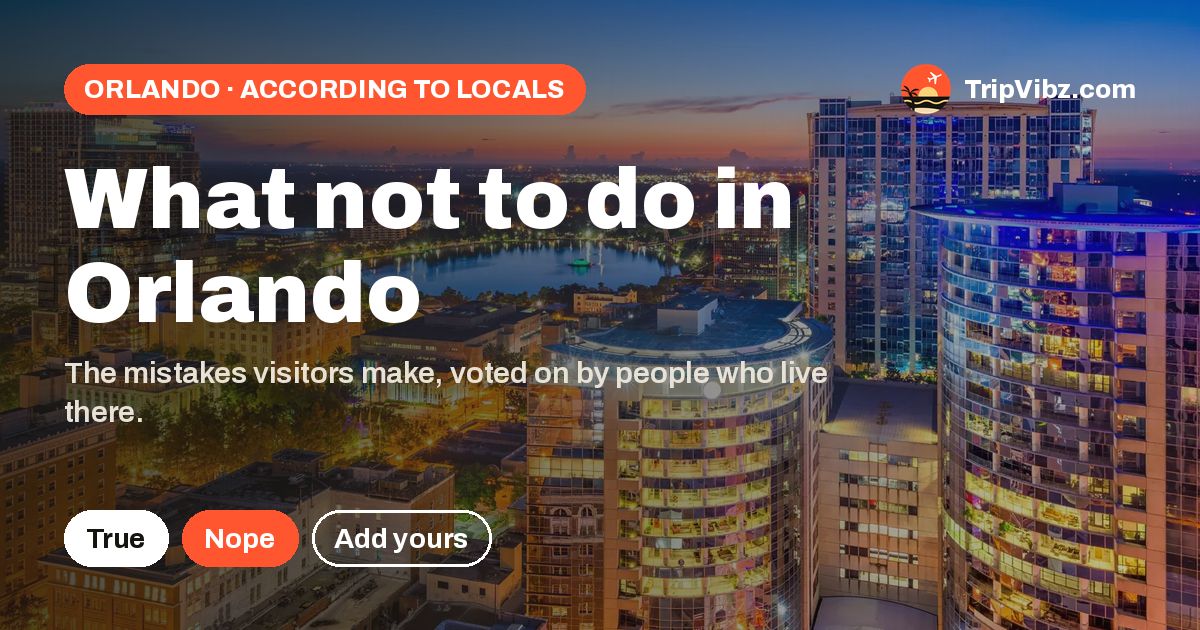 ORLANDO · ACCORDING TO LOCALS
TripVibz.com
What not to do in
Orlando
The mistakes visitors make, voted on by people who live
there.
True
Nope
Add yours